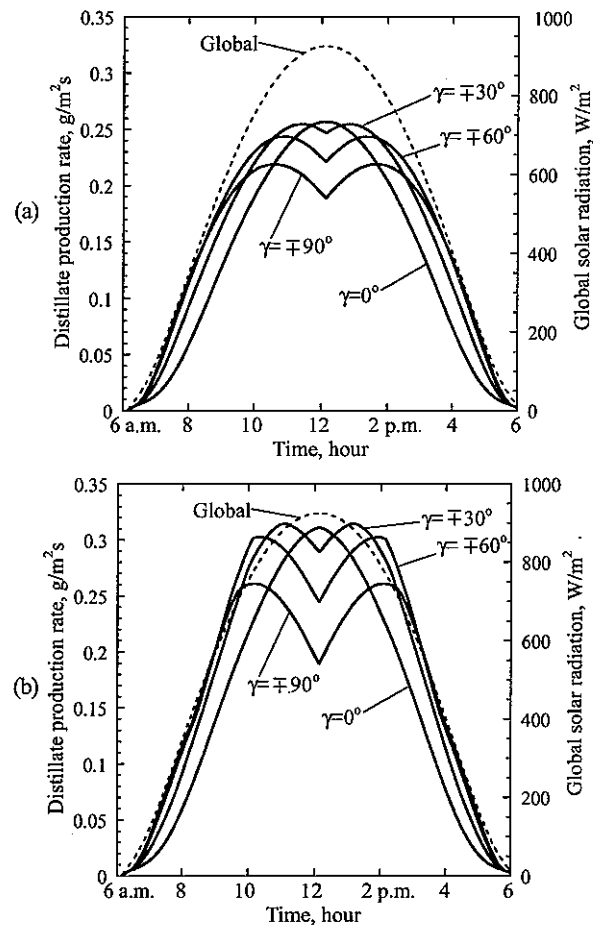 (a)
Distillate production rate, g/m²s
0.35
0.3
0.25
0.2
0.15
0.1
0.05
0
Global
γ=∓30°
γ=∓60°
γ=∓90°
γ=0°
1000
800
600
400
200
0
Global solar radiation, W/m²
6 a.m. 8 10 12 2 p.m. 4 6
Time, hour
(b)
Distillate production rate, g/m²s
0.35
0.3
0.25
0.2
0.15
0.1
0.05
0
Global
γ=∓30°
γ=∓60°
γ=∓90°
γ=0°
1000
800
600
400
200
0
Global solar radiation, W/m²
6 a.m. 8 10 12 2 p.m. 4 6
Time, hour